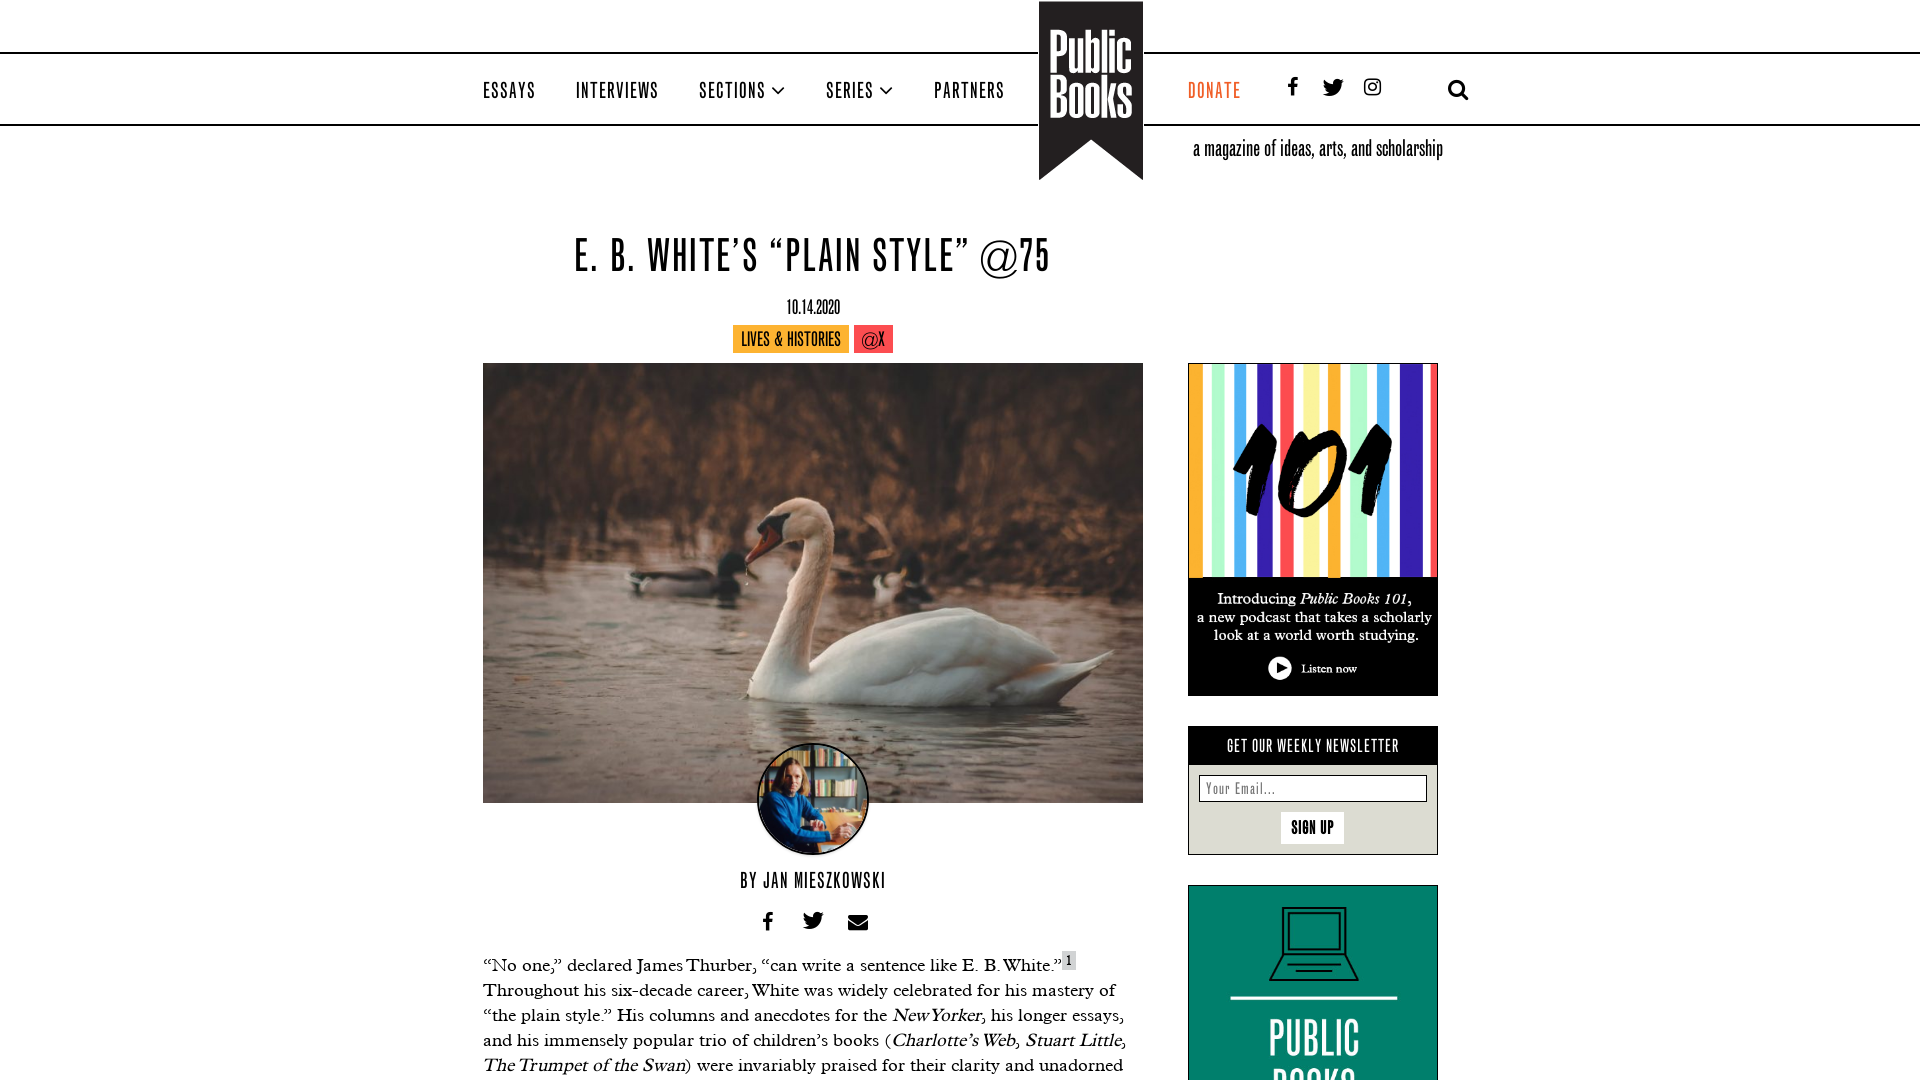 ESSAYS
INTERVIEWS
SECTIONS
SERIES
PARTNERS
Public
Books
DONATE
a magazine of ideas, arts, and scholarship
E. B. WHITE’S “PLAIN STYLE” @75
10.14.2020
LIVES & HISTORIES
@X
BY JAN MIESZKOWSKI
“No one,” declared James Thurber, “can write a sentence like E. B. White.”1
Throughout his six-decade career, White was widely celebrated for his mastery of
“the plain style.” His columns and anecdotes for the New Yorker, his longer essays,
and his immensely popular trio of children’s books (Charlotte’s Web, Stuart Little,
The Trumpet of the Swan) were invariably praised for their clarity and unadorned
101
Introducing Public Books 101,
a new podcast that takes a scholarly
look at a world worth studying.
Listen now
GET OUR WEEKLY NEWSLETTER
Your Email...
SIGN UP
PUBLIC
BOOKS